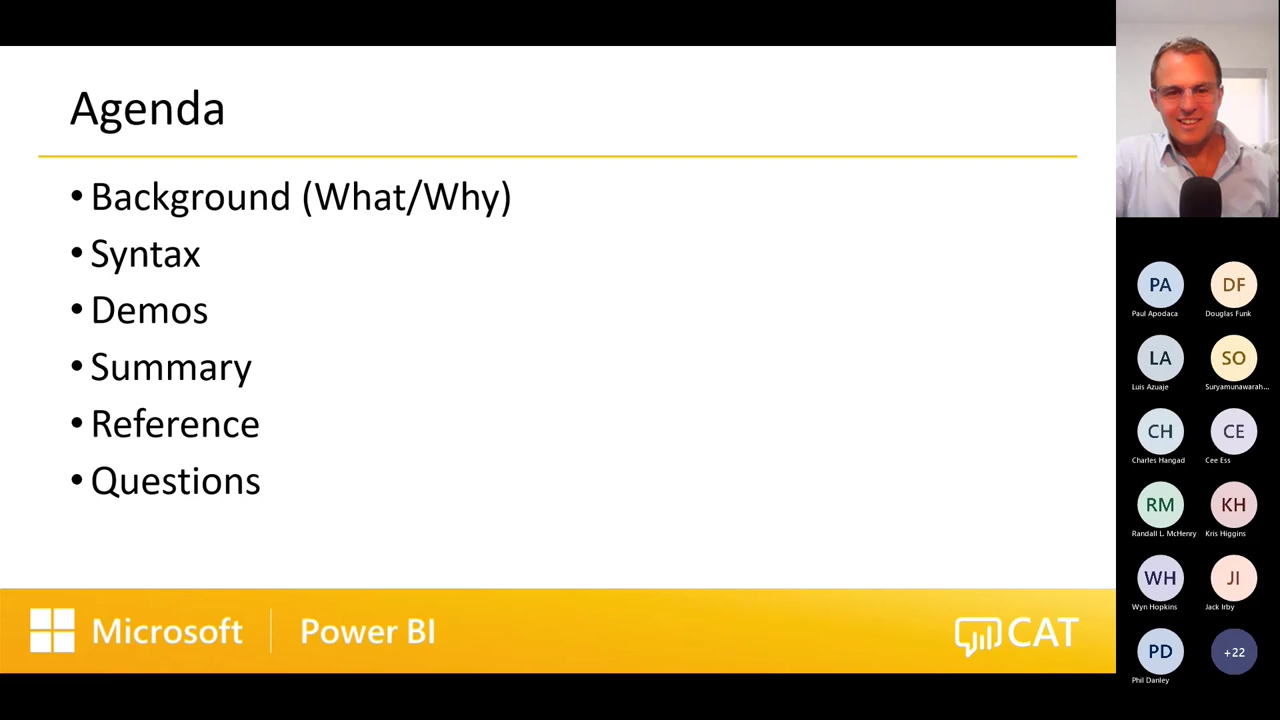 Agenda
• Background (What/Why)
• Syntax
• Demos
• Summary
• Reference
• Questions
Microsoft | Power BI
CAT
PA DF
Paul Apodaca Douglas Funk
LA SO
Luis Azuaje Suryamunawarah...
CH CE
Charles Hangad Cee Ess
RM KH
Randall L. McHenry Kris Higgins
WH JI
Wyn Hopkins Jack Irby
PD +22
Phil Danley